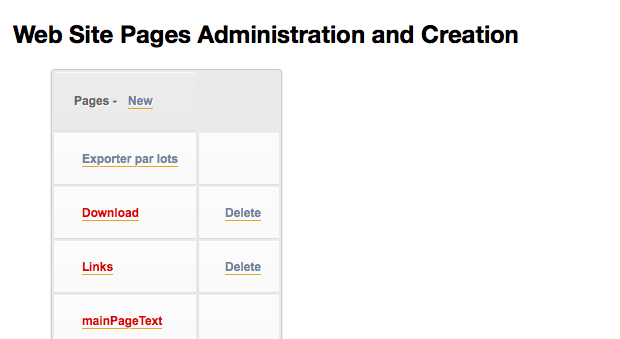 Web Site Pages Administration and Creation
Pages - New
Exporter par lots
Download Delete
Links Delete
mainPageText